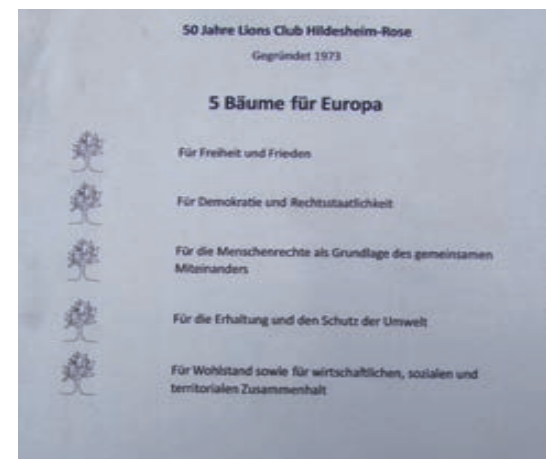 50 Jahre Lions Club Hildesheim-Rose
Gegründet 1973
5 Bäume für Europa
Für Freiheit und Frieden
Für Demokratie und Rechtsstaatlichkeit
Für die Menschenrechte als Grundlage des gemeinsamen
Miteinanders
Für die Erhaltung und den Schutz der Umwelt
Für Wohlstand sowie für wirtschaftlichen, sozialen und
territorialen Zusammenhalt